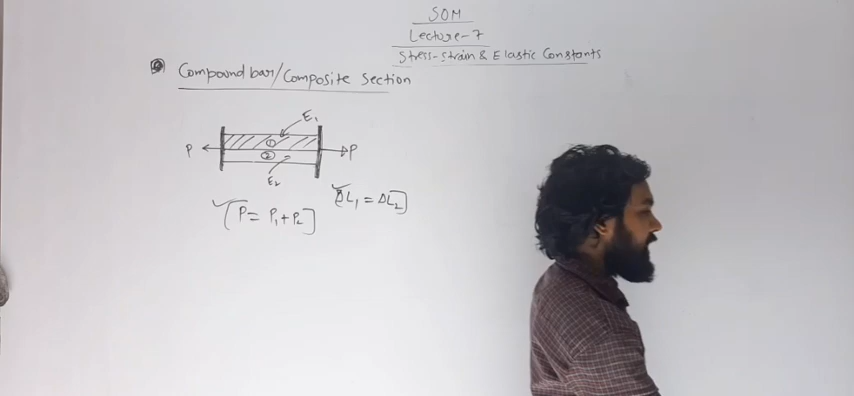 SOM
Lecture-7
Stress-strain & Elastic Constants
Compound bar/Composite Section
E₁
①
P P
②
E₂
[ΔL₁ = ΔL₂]
[P = P₁ + P₂]